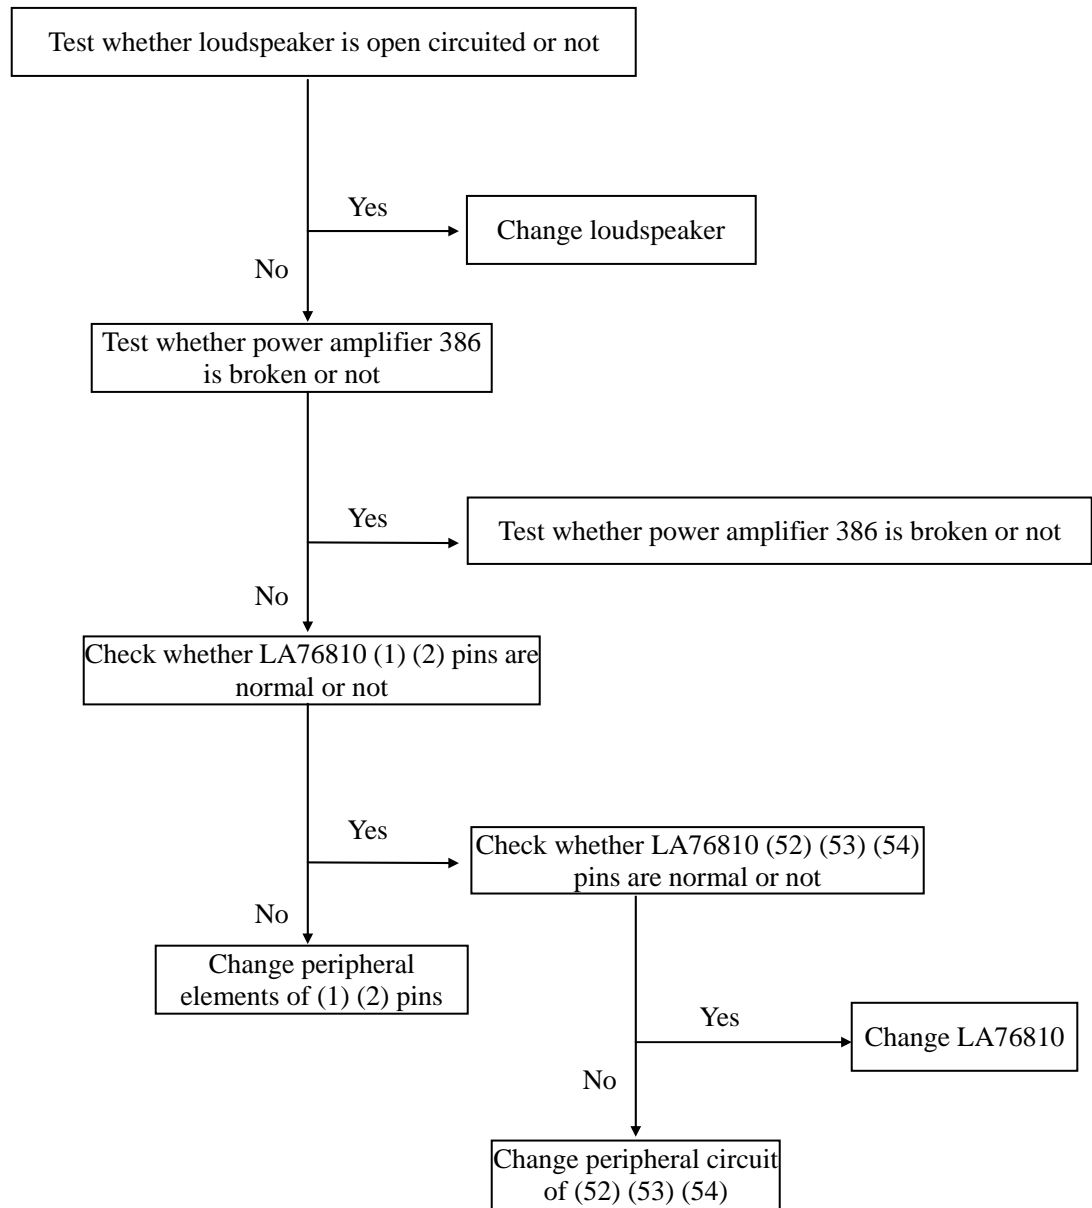 Test whether loudspeaker is open circuited or not
Yes
Change loudspeaker
No
Test whether power amplifier 386
is broken or not
Yes
Test whether power amplifier 386 is broken or not
No
Check whether LA76810 (1) (2) pins are
normal or not
Yes
Check whether LA76810 (52) (53) (54)
pins are normal or not
No
Change peripheral
elements of (1) (2) pins
Yes
Change LA76810
No
Change peripheral circuit
of (52) (53) (54)